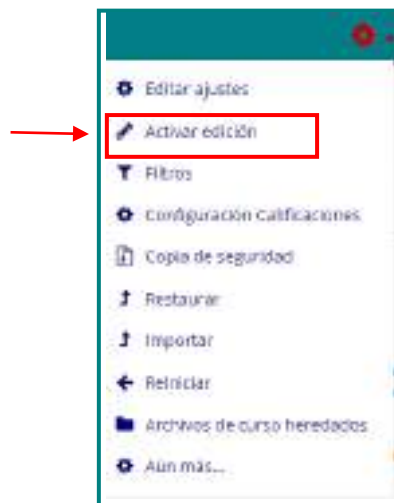 Editar ajustes
Activar edición
Filtros
Configuración Calificaciones
Copia de seguridad
Restaurar
Importar
Reiniciar
Archivos de curso heredados
Aún más...